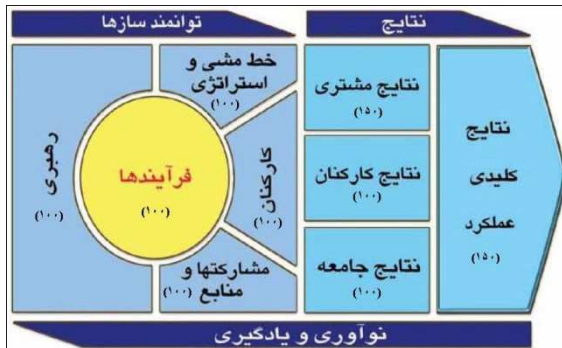 توانمند سازها
نتایج
رهبری
(۱۰۰)
خط مشی و
استراتژی
(۱۰۰)
کارکنان
(۱۰۰)
مشارکتها و
منابع (۱۰۰)
فرآیندها
(۱۰۰)
نتایج مشتری
(۱۵۰)
نتایج کارکنان
(۱۰۰)
نتایج جامعه
(۱۰۰)
نتایج
کلیدی
عملکرد
(۱۵۰)
نوآوری و یادگیری